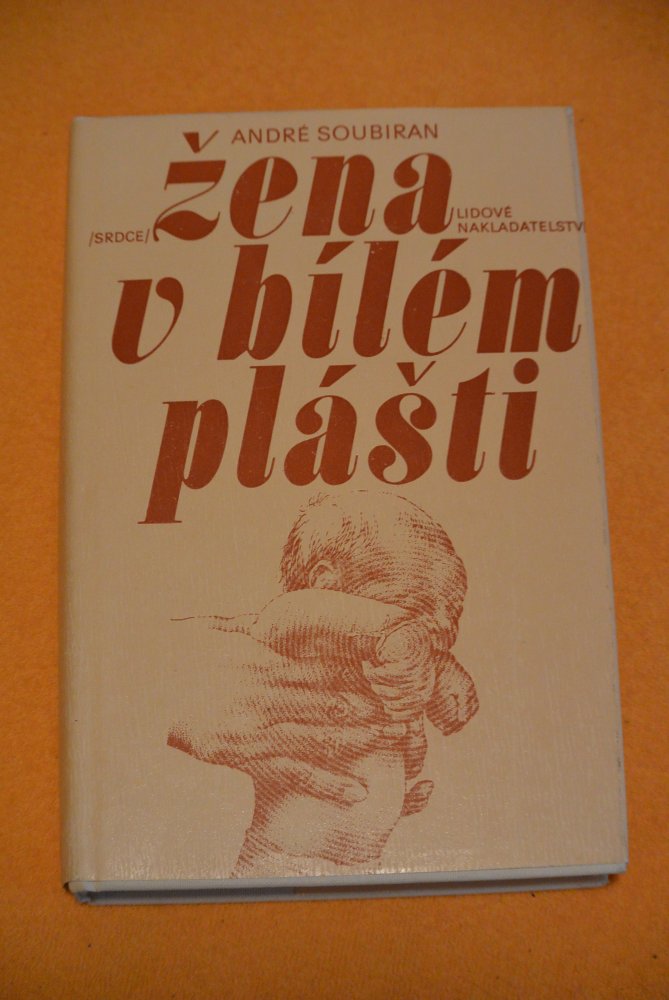 ANDRÉ SOUBIRAN
žena
/SRDCE/
/LIDOVÉ
NAKLADATELSTVÍ
v bílém
plášti